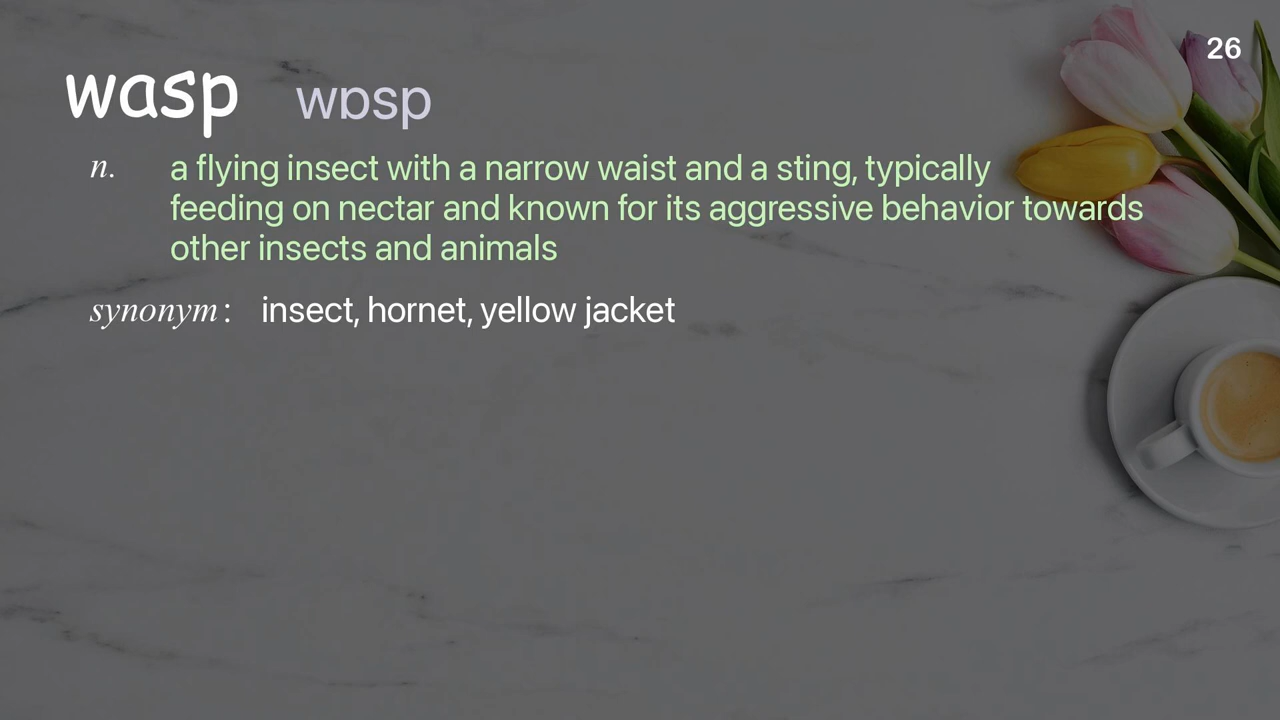 26
wasp wɒsp
n. a flying insect with a narrow waist and a sting, typically
feeding on nectar and known for its aggressive behavior towards
other insects and animals
synonym : insect, hornet, yellow jacket